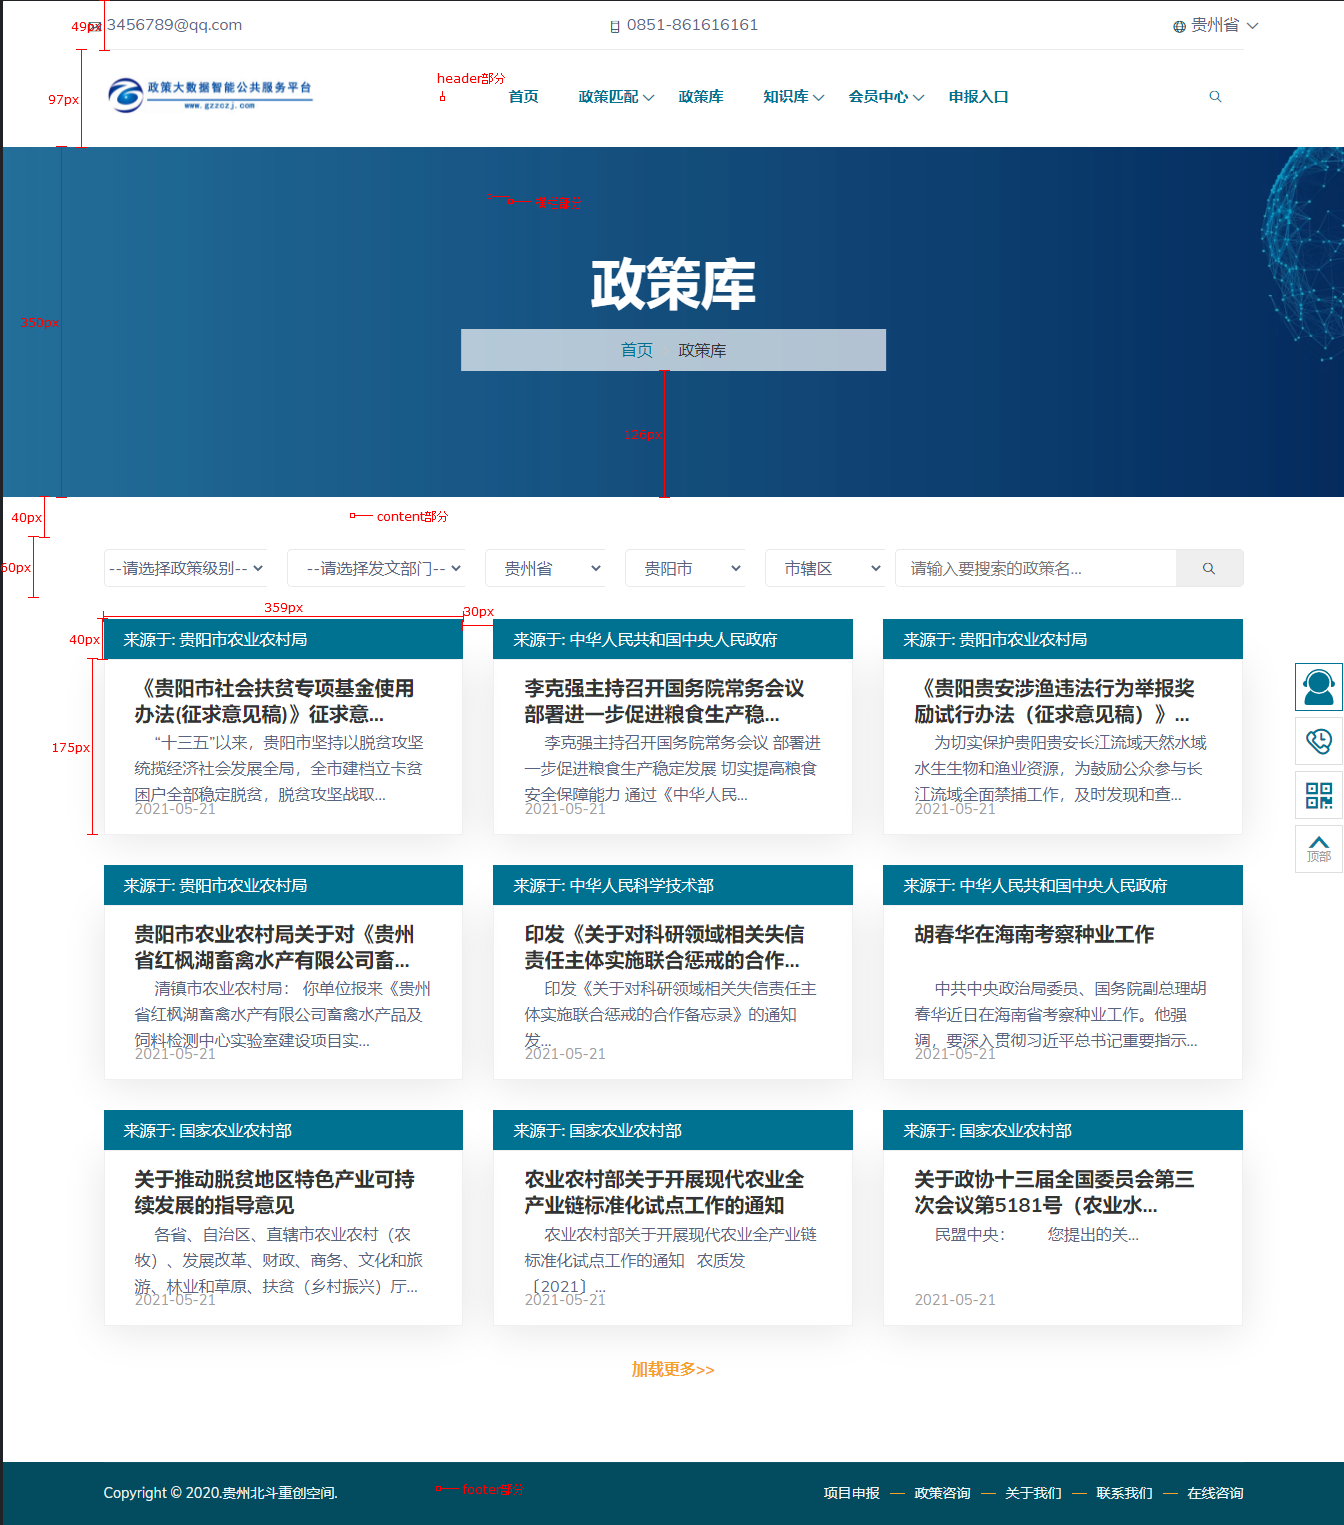 49px
3456789@qq.com
0851-861616161
贵州省
97px
政策大数据智能公共服务平台
www.gzzczj.com
header部分
首页
政策匹配
政策库
知识库
会员中心
申报入口
350px
政策库
首页 政策库
126px
40px
content部分
60px
--请选择政策级别--
--请选择发文部门--
贵州省
贵阳市
市辖区
请输入要搜索的政策名...
359px
30px
40px
175px
来源于: 贵阳市农业农村局
《贵阳市社会扶贫专项基金使用
办法(征求意见稿)》征求意...
“十三五”以来，贵阳市坚持以脱贫攻坚
统揽经济社会发展全局，全市建档立卡贫
困户全部稳定脱贫，脱贫攻坚战取...
2021-05-21
来源于: 中华人民共和国中央人民政府
李克强主持召开国务院常务会议
部署进一步促进粮食生产稳...
李克强主持召开国务院常务会议 部署进
一步促进粮食生产稳定发展 切实提高粮食
安全保障能力 通过《中华人民...
2021-05-21
来源于: 贵阳市农业农村局
《贵阳贵安涉渔违法行为举报奖
励试行办法（征求意见稿）》...
为切实保护贵阳贵安长江流域天然水域
水生生物和渔业资源，为鼓励公众参与长
江流域全面禁捕工作，及时发现和查...
2021-05-21
顶部
来源于: 贵阳市农业农村局
贵阳市农业农村局关于对《贵州
省红枫湖畜禽水产有限公司畜...
清镇市农业农村局： 你单位报来《贵州
省红枫湖畜禽水产有限公司畜禽水产品及
饲料检测中心实验室建设项目实...
2021-05-21
来源于: 中华人民科学技术部
印发《关于对科研领域相关失信
责任主体实施联合惩戒的合作...
印发《关于对科研领域相关失信责任主
体实施联合惩戒的合作备忘录》的通知
发...
2021-05-21
来源于: 中华人民共和国中央人民政府
胡春华在海南考察种业工作
中共中央政治局委员、国务院副总理胡
春华近日在海南省考察种业工作。他强
调，要深入贯彻习近平总书记重要指示...
2021-05-21
来源于: 国家农业农村部
关于推动脱贫地区特色产业可持
续发展的指导意见
各省、自治区、直辖市农业农村（农
牧）、发展改革、财政、商务、文化和旅
游、林业和草原、扶贫（乡村振兴）厅...
2021-05-21
来源于: 国家农业农村部
农业农村部关于开展现代农业全
产业链标准化试点工作的通知
农业农村部关于开展现代农业全产业链
标准化试点工作的通知 农质发
〔2021〕...
2021-05-21
来源于: 国家农业农村部
关于政协十三届全国委员会第三
次会议第5181号（农业水...
民盟中央： 您提出的关...
2021-05-21
加载更多>>
Copyright © 2020.贵州北斗重创空间.
footer部分
项目申报 — 政策咨询 — 关于我们 — 联系我们 — 在线咨询